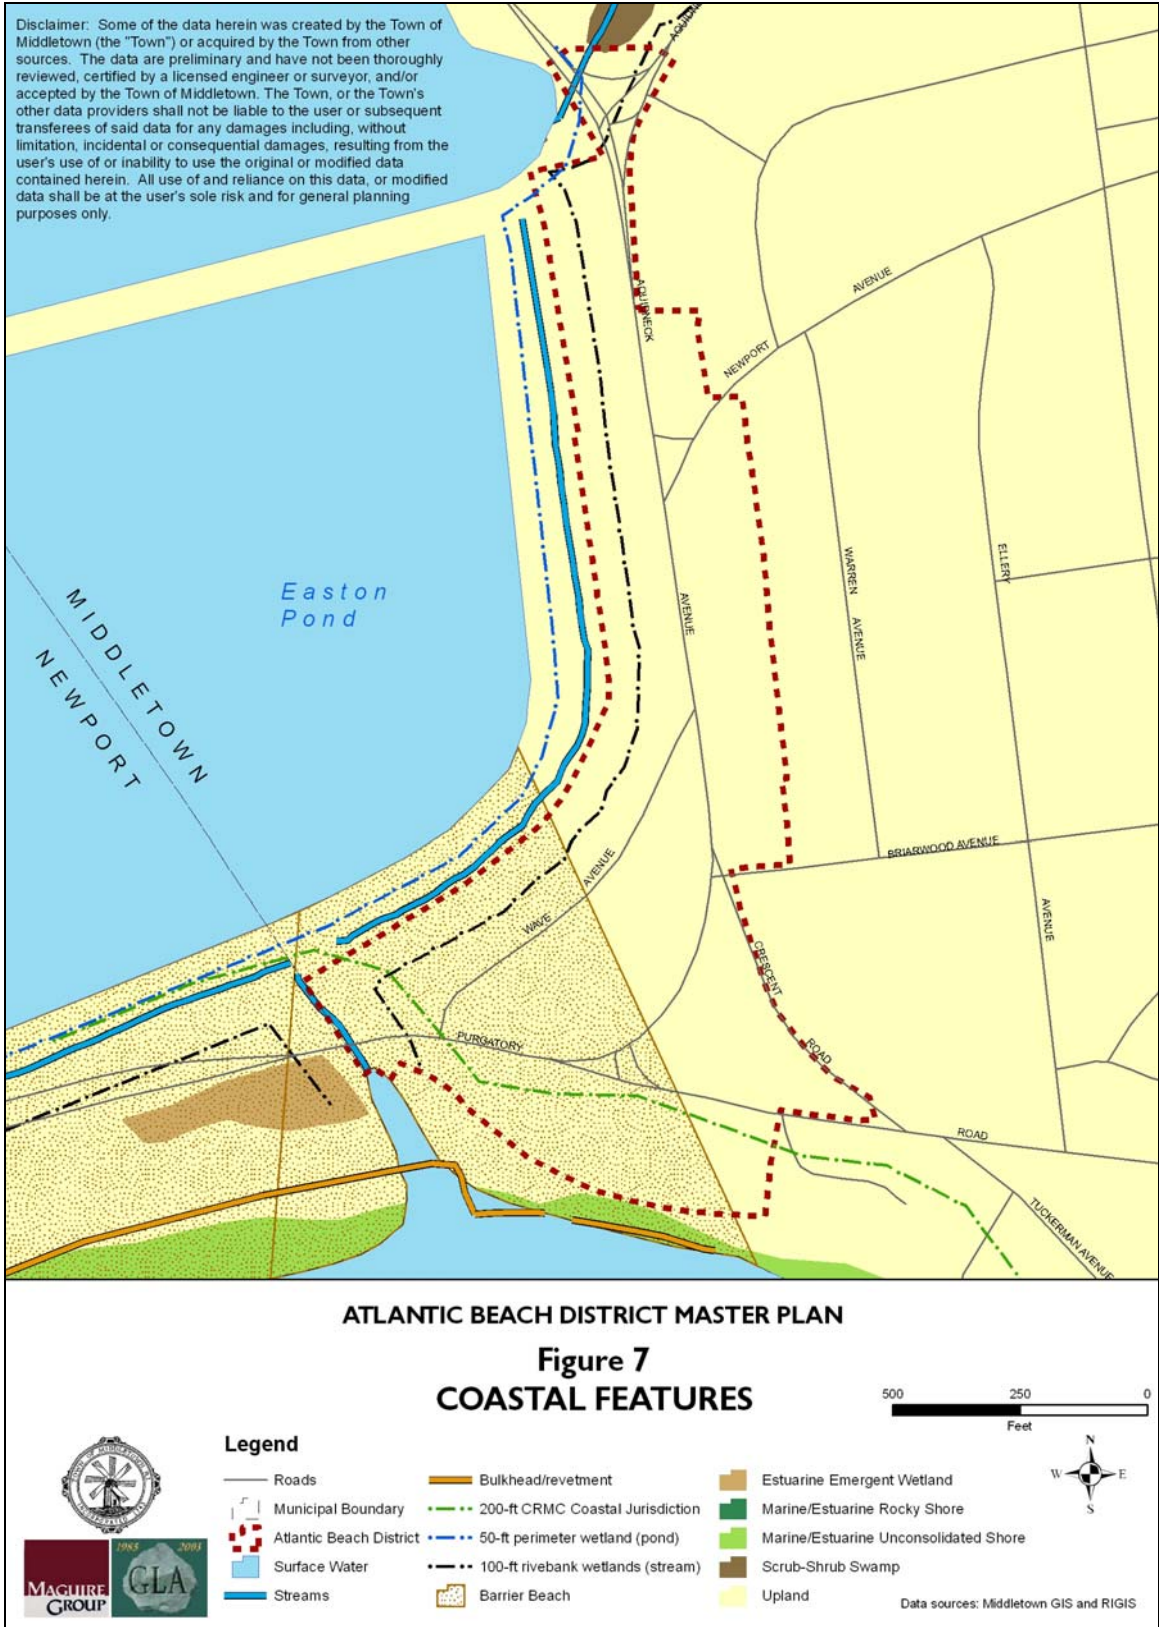 Disclaimer: Some of the data herein was created by the Town of
Middletown (the "Town") or acquired by the Town from other
sources. The data are preliminary and have not been thoroughly
reviewed, certified by a licensed engineer or surveyor, and/or
accepted by the Town of Middletown. The Town, or the Town's
other data providers shall not be liable to the user or subsequent
transferees of said data for any damages including, without
limitation, incidental or consequential damages, resulting from the
user's use of or inability to use the original or modified data
contained herein. All use of and reliance on this data, or modified
data shall be at the user's sole risk and for general planning
purposes only.
AQUIDNECK
AVENUE
NEWPORT
WARREN
AVENUE
ELLERY
AVENUE
Easton
Pond
MIDDLETOWN
NEWPORT
AVENUE
BRIARWOOD AVENUE
WAVE
AVENUE
CRESCENT
ROAD
PURGATORY
ROAD
TUCKERMAN AVENUE
ATLANTIC BEACH DISTRICT MASTER PLAN
Figure 7
COASTAL FEATURES
500 250 0
Feet
N
W E
S
Legend
Roads
Municipal Boundary
Atlantic Beach District
Surface Water
Streams
Bulkhead/revetment
200-ft CRMC Coastal Jurisdiction
50-ft perimeter wetland (pond)
100-ft rivebank wetlands (stream)
Barrier Beach
Estuarine Emergent Wetland
Marine/Estuarine Rocky Shore
Marine/Estuarine Unconsolidated Shore
Scrub-Shrub Swamp
Upland
MAGUIRE
GROUP
1983 2003
GLA
Data sources: Middletown GIS and RIGIS